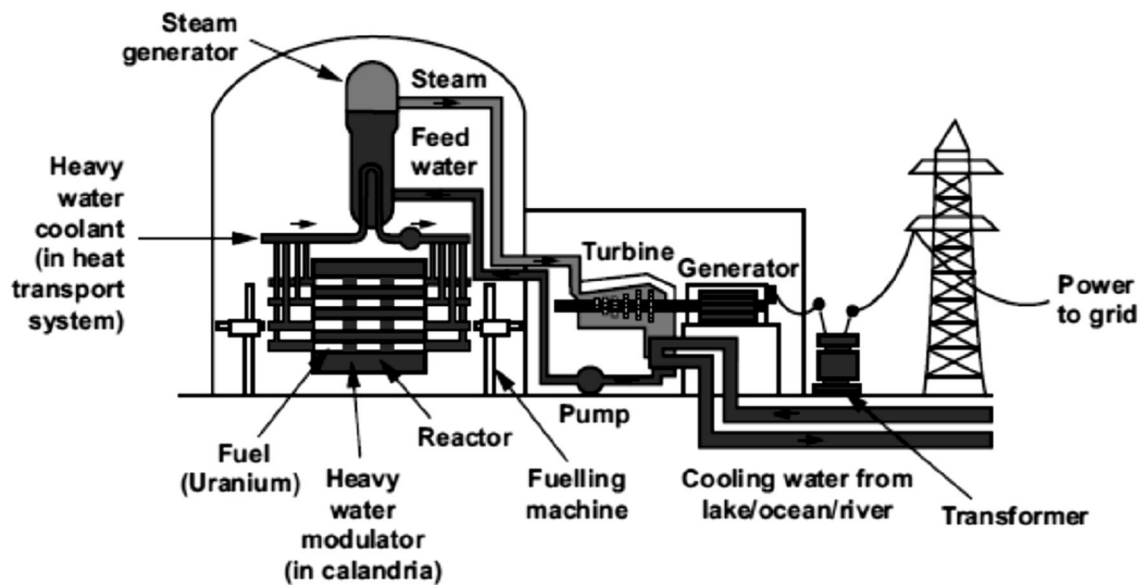 Steam
generator
Steam
Feed
water
Heavy
water
coolant
(in heat
transport
system)
Turbine
Generator
Power
to grid
Pump
Reactor
Fuel
(Uranium)
Heavy
water
modulator
(in calandria)
Fuelling
machine
Cooling water from
lake/ocean/river
Transformer